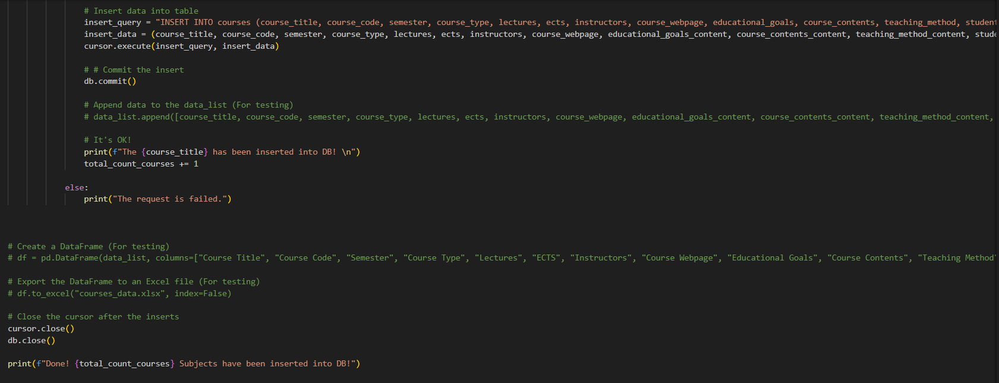 # Insert data into table
insert_query = "INSERT INTO courses (course_title, course_code, semester, course_type, lectures, ects, instructors, course_webpage, educational_goals, course_contents, teaching_method, student
insert_data = (course_title, course_code, semester, course_type, lectures, ects, instructors, course_webpage, educational_goals_content, course_contents_content, teaching_method_content, stude
cursor.execute(insert_query, insert_data)
# # Commit the insert
db.commit()
# Append data to the data_list (For testing)
# data_list.append([course_title, course_code, semester, course_type, lectures, ects, instructors, course_webpage, educational_goals_content, course_contents_content, teaching_method_content,
# It's OK!
print(f"The {course_title} has been inserted into DB! \n")
total_count_courses += 1
else:
print("The request is failed.")
# Create a DataFrame (For testing)
# df = pd.DataFrame(data_list, columns=["Course Title", "Course Code", "Semester", "Course Type", "Lectures", "ECTS", "Instructors", "Course Webpage", "Educational Goals", "Course Contents", "Teaching Method"
# Export the DataFrame to an Excel file (For testing)
# df.to_excel("courses_data.xlsx", index=False)
# Close the cursor after the inserts
cursor.close()
db.close()
print(f"Done! {total_count_courses} Subjects have been inserted into DB!")